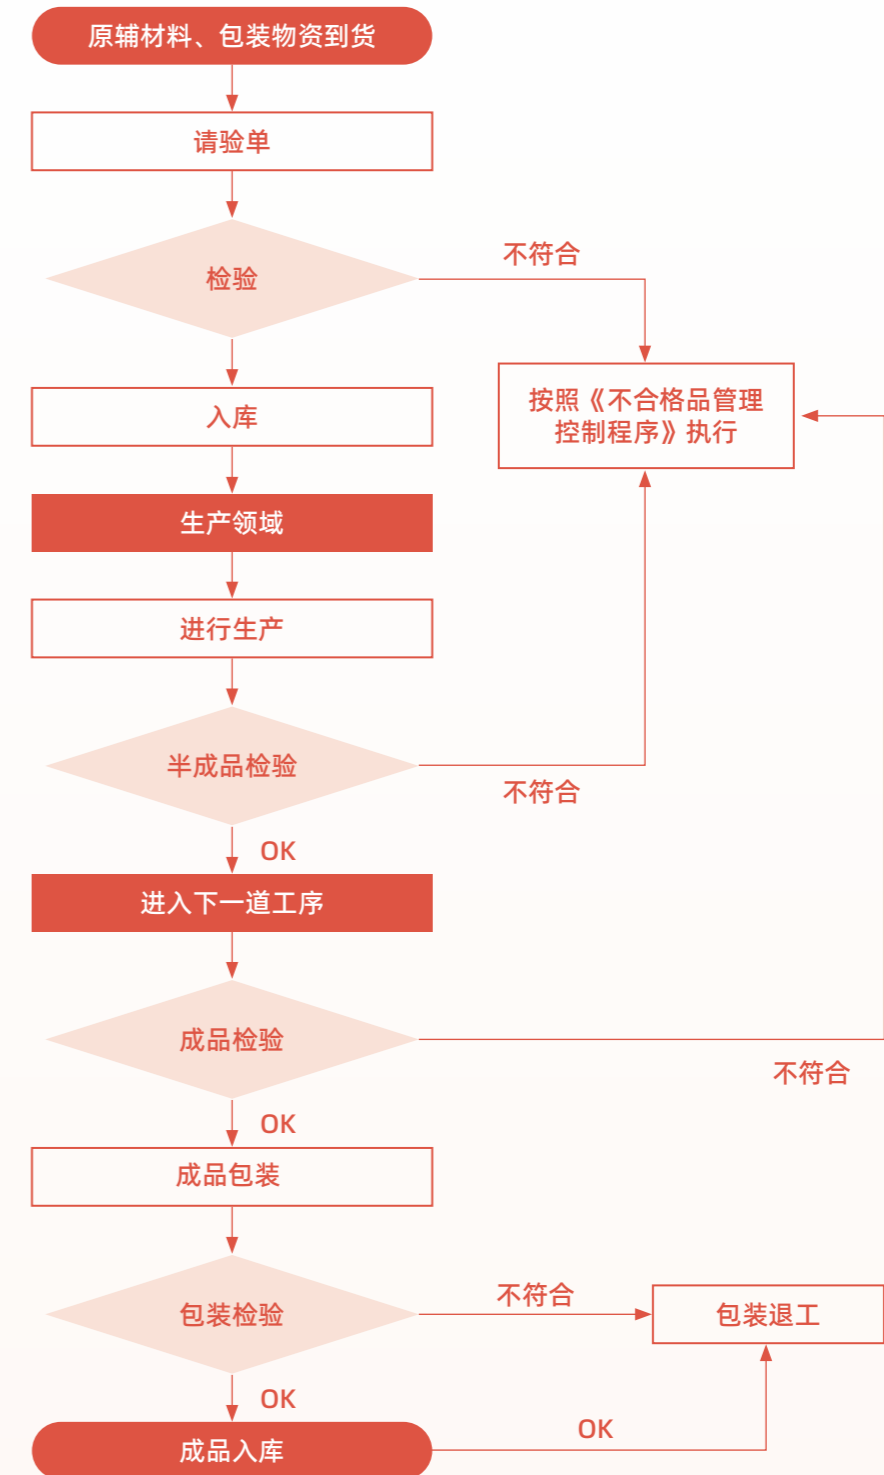 原辅材料、包装物资到货
请验单
检验
不符合
入库
按照《不合格品管理
控制程序》执行
生产领域
进行生产
半成品检验
不符合
OK
进入下一道工序
成品检验
不符合
OK
成品包装
包装检验
不符合
包装退工
OK
成品入库
OK